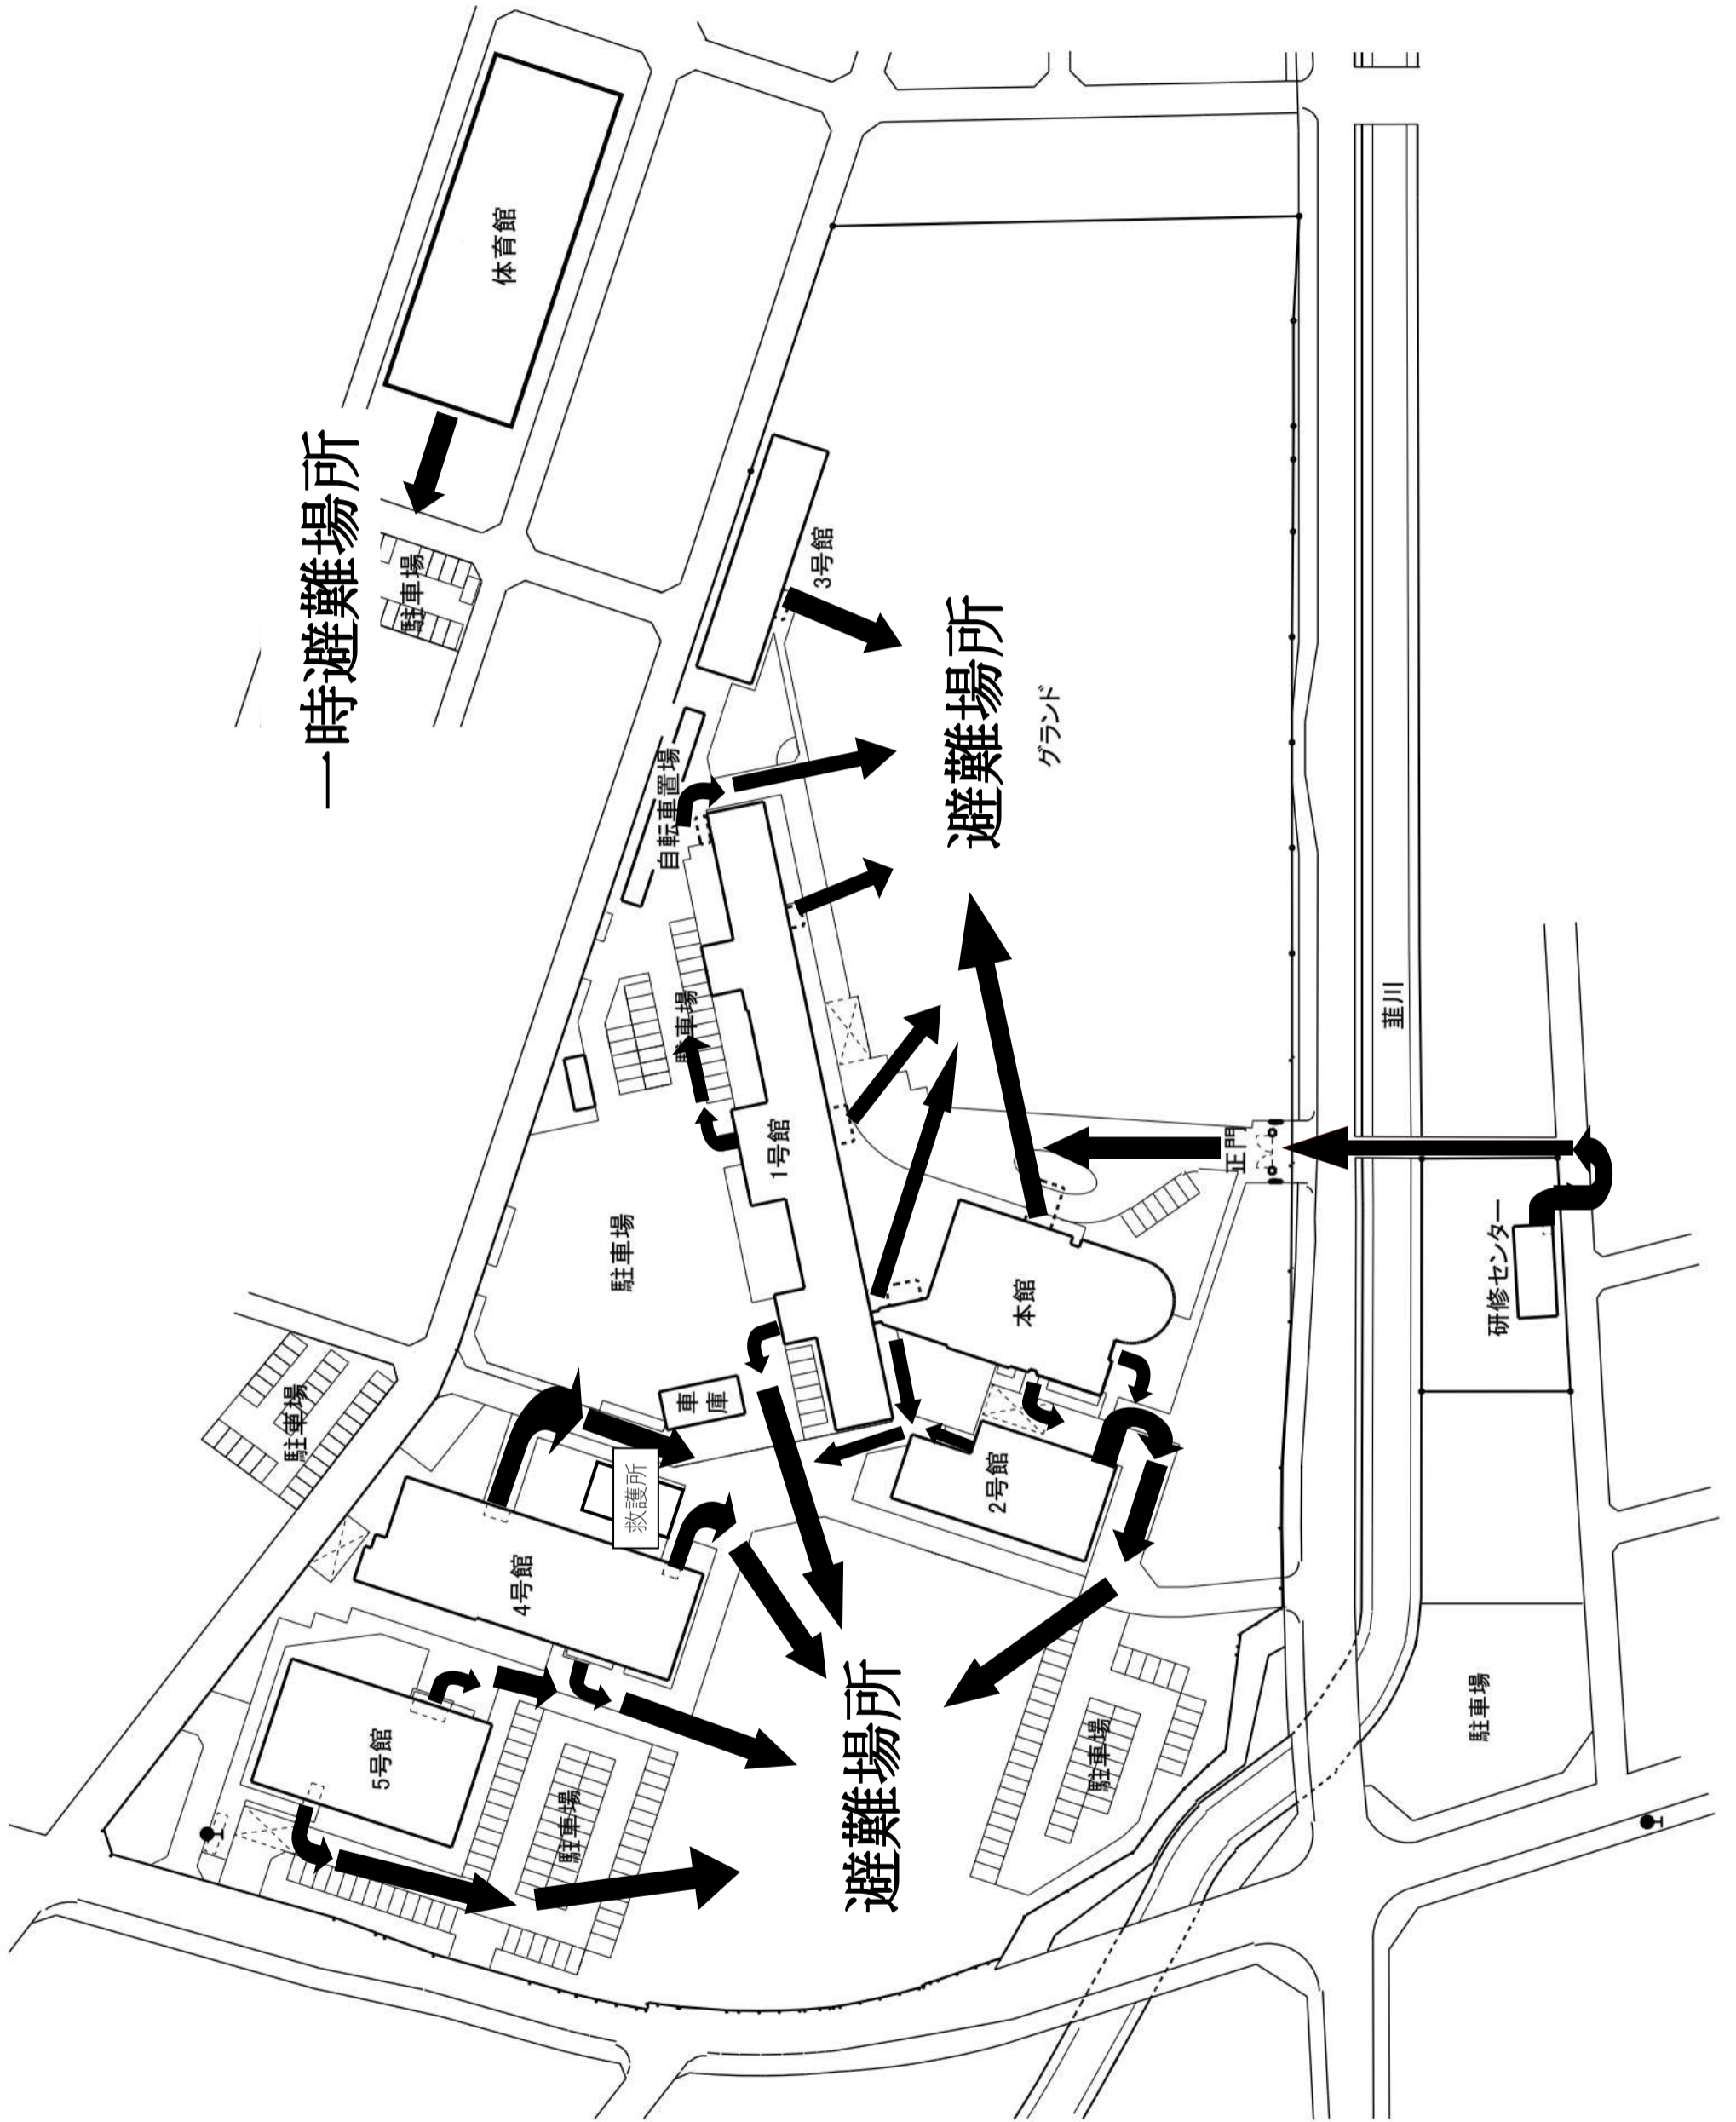 体育館
一時避難場所
駐車場
3号館
自転車置場
避難場所
グランド
駐車場
1号館
駐車場
正門
韮川
本館
研修センター
車庫
駐車場
救護所
2号館
4号館
5号館
駐車場
避難場所
駐車場
駐車場